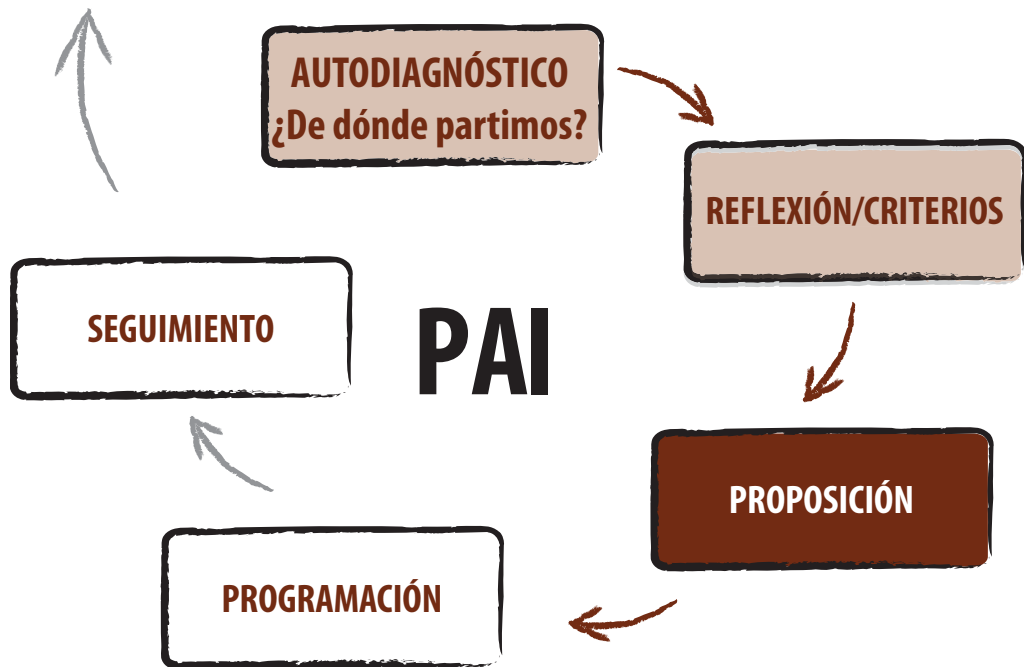 AUTODIAGNÓSTICO
¿De dónde partimos?
REFLEXIÓN/CRITERIOS
SEGUIMIENTO
PAI
PROPOSICIÓN
PROGRAMACIÓN